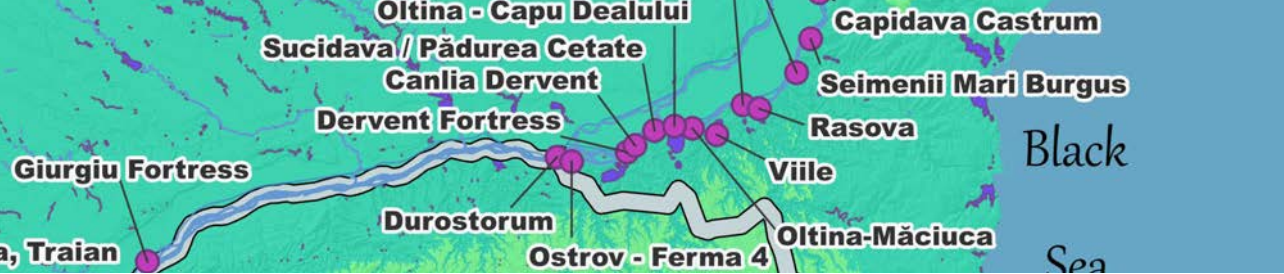 Oltina - Capu Dealului
Capidava Castrum
Sucidava / Pădurea Cetate
Canlia Dervent
Seimenii Mari Burgus
Dervent Fortress
Rasova
Black
Giurgiu Fortress
Viile
Durostorum
Oltina-Măciuca
a, Traian
Ostrov - Ferma 4
Sea